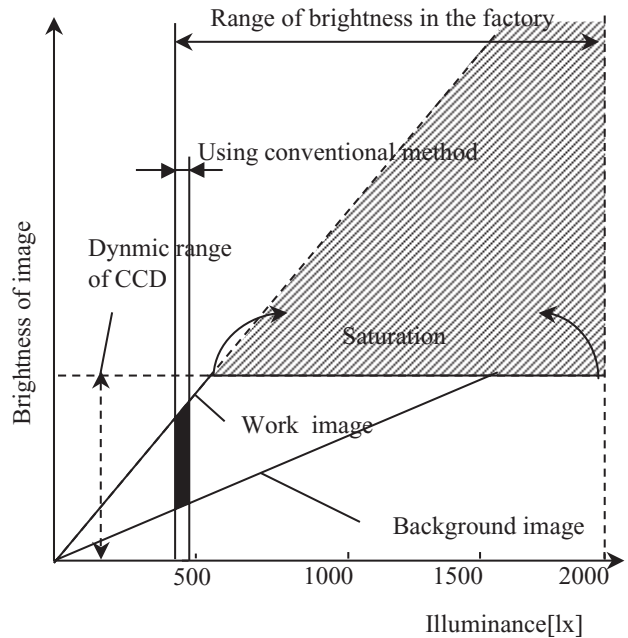 Range of brightness in the factory
Using conventional method
Dynmic range
of CCD
Brightness of image
Saturation
Work image
Background image
500
1000
1500
2000
Illuminance[lx]